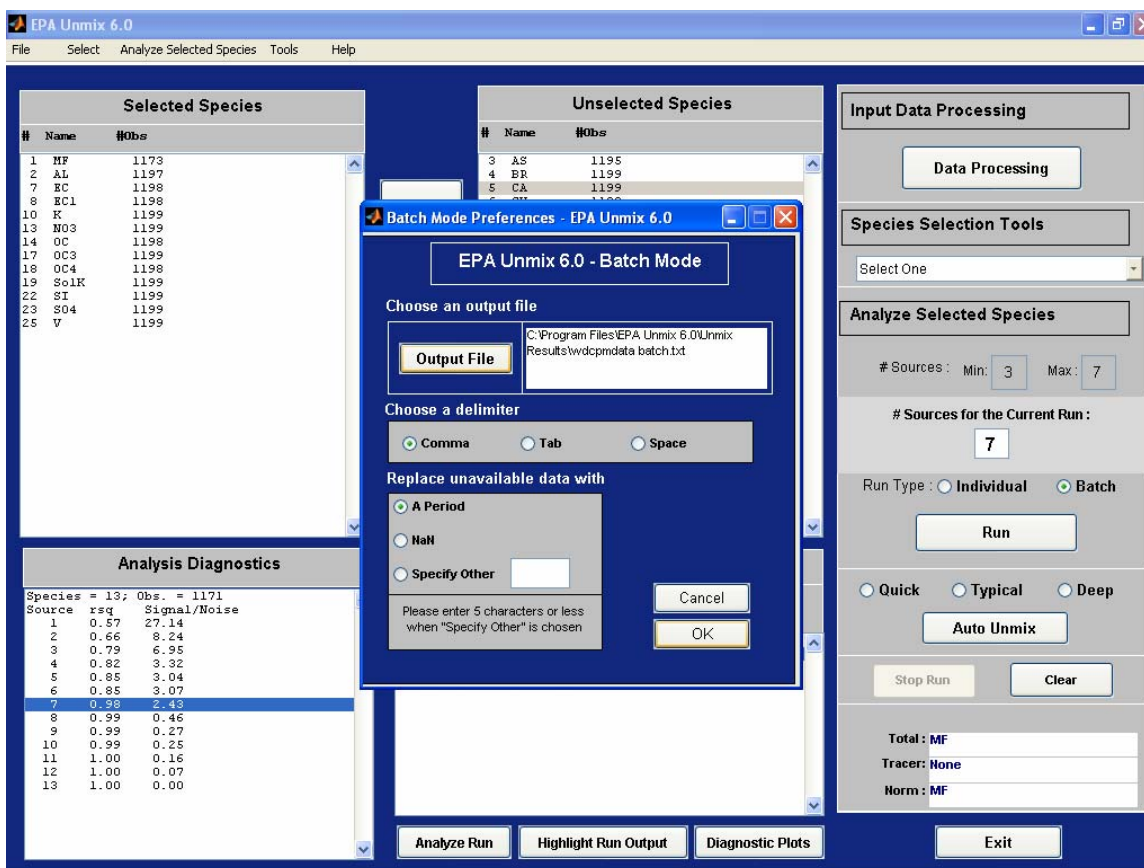 EPA Unmix 6.0
File Select Analyze Selected Species Tools Help
Selected Species
# Name #Obs
1 MF 1173
2 AL 1197
7 EC 1198
8 EC1 1198
10 K 1199
13 NO3 1199
14 OC 1198
17 OC3 1199
18 OC4 1198
19 SolK 1199
22 SI 1199
23 SO4 1199
25 V 1199
Unselected Species
# Name #Obs
3 AS 1195
4 BR 1199
5 CA 1199
Batch Mode Preferences - EPA Unmix 6.0
EPA Unmix 6.0 - Batch Mode
Choose an output file
Output File
C:\Program Files\EPA Unmix 6.0\Unmix
Results\wdcpmdata batch.txt
Choose a delimiter
Comma Tab Space
Replace unavailable data with
A Period
NaN
Specify Other
Please enter 5 characters or less
when "Specify Other" is chosen
Cancel
OK
Analysis Diagnostics
Species = 13; Obs. = 1171
Source rsq Signal/Noise
1 0.57 27.14
2 0.66 8.24
3 0.79 6.95
4 0.82 3.32
5 0.85 3.04
6 0.85 3.07
7 0.98 2.43
8 0.99 0.46
9 0.99 0.27
10 0.99 0.25
11 1.00 0.16
12 1.00 0.07
13 1.00 0.00
Analyze Run
Highlight Run Output
Diagnostic Plots
Input Data Processing
Data Processing
Species Selection Tools
Select One
Analyze Selected Species
# Sources : Min: 3 Max : 7
# Sources for the Current Run :
7
Run Type : Individual Batch
Run
Quick Typical Deep
Auto Unmix
Stop Run
Clear
Total : MF
Tracer: None
Norm : MF
Exit